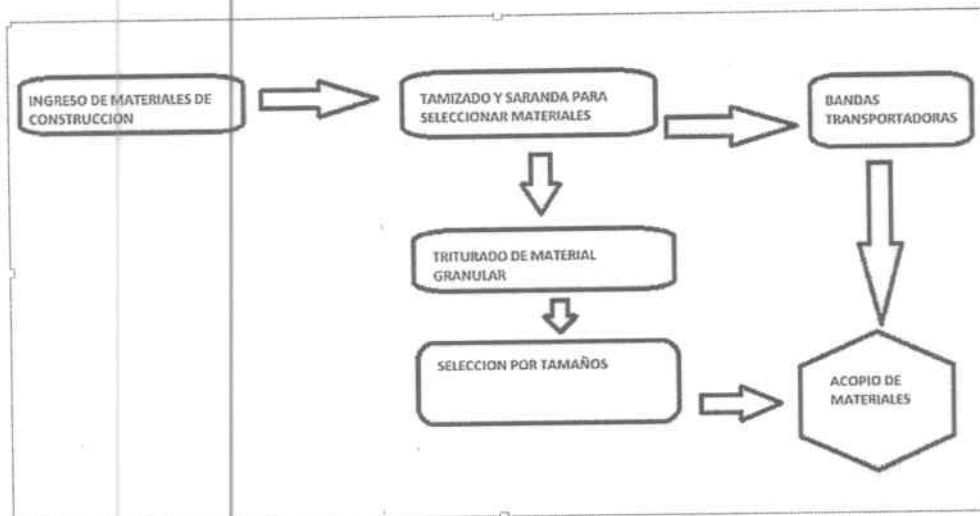 INGRESO DE MATERIALES DE
CONSTRUCCION
TAMIZADO Y SARANDA PARA
SELECCIONAR MATERIALES
BANDAS
TRANSPORTADORAS
TRITURADO DE MATERIAL
GRANULAR
SELECCION POR TAMAÑOS
ACOPIO DE
MATERIALES